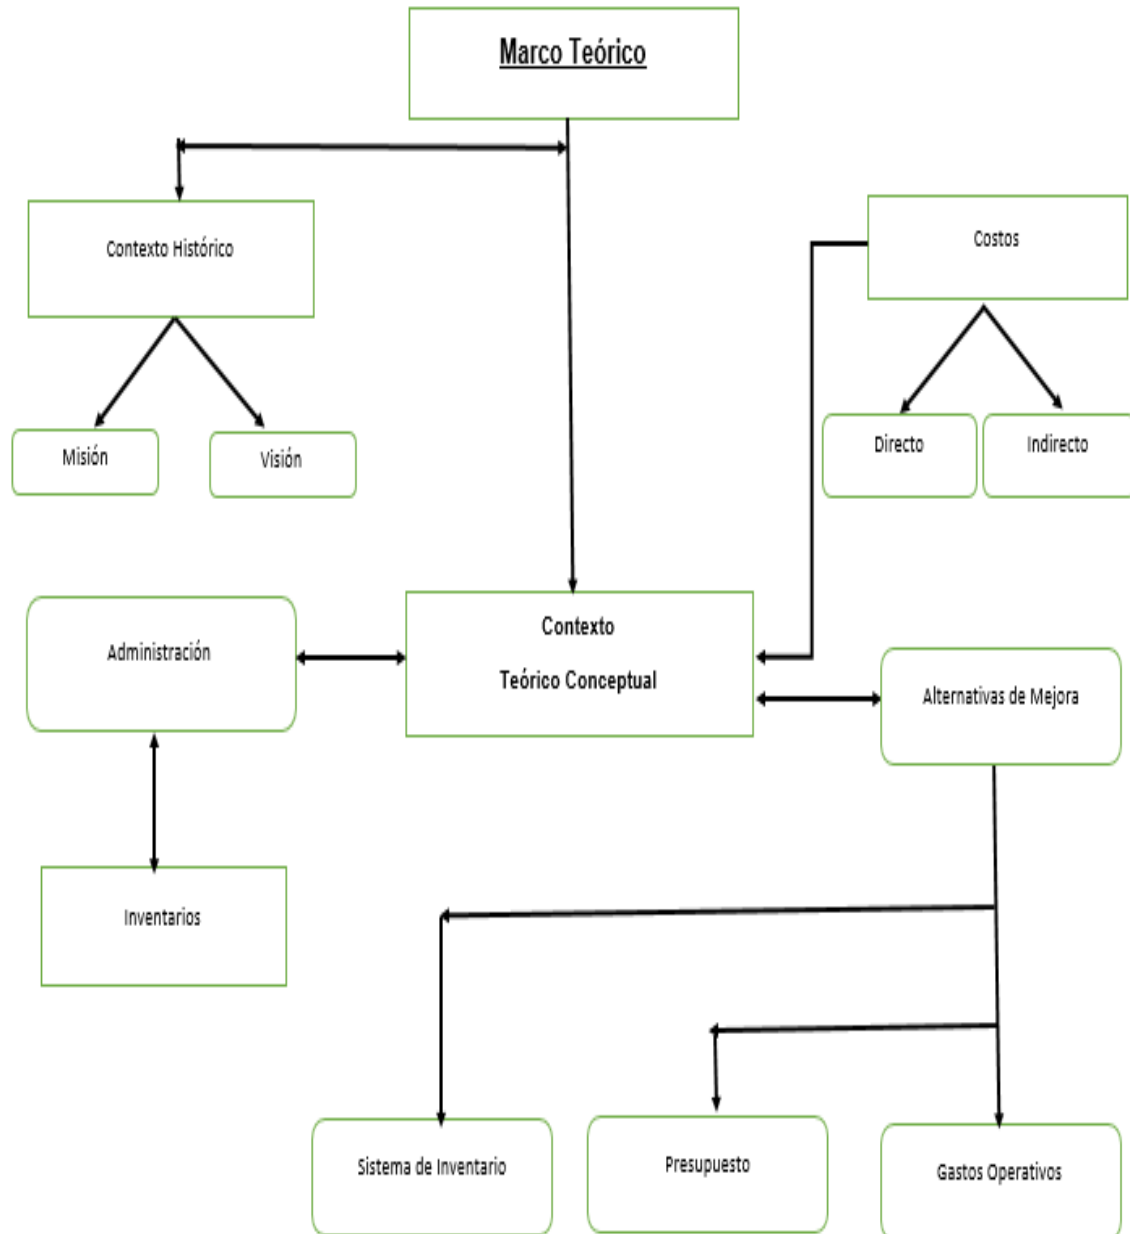 Marco Teórico
Contexto Histórico
Costos
Misión
Visión
Directo
Indirecto
Contexto
Teórico Conceptual
Administración
Alternativas de Mejora
Inventarios
Sistema de Inventario
Presupuesto
Gastos Operativos